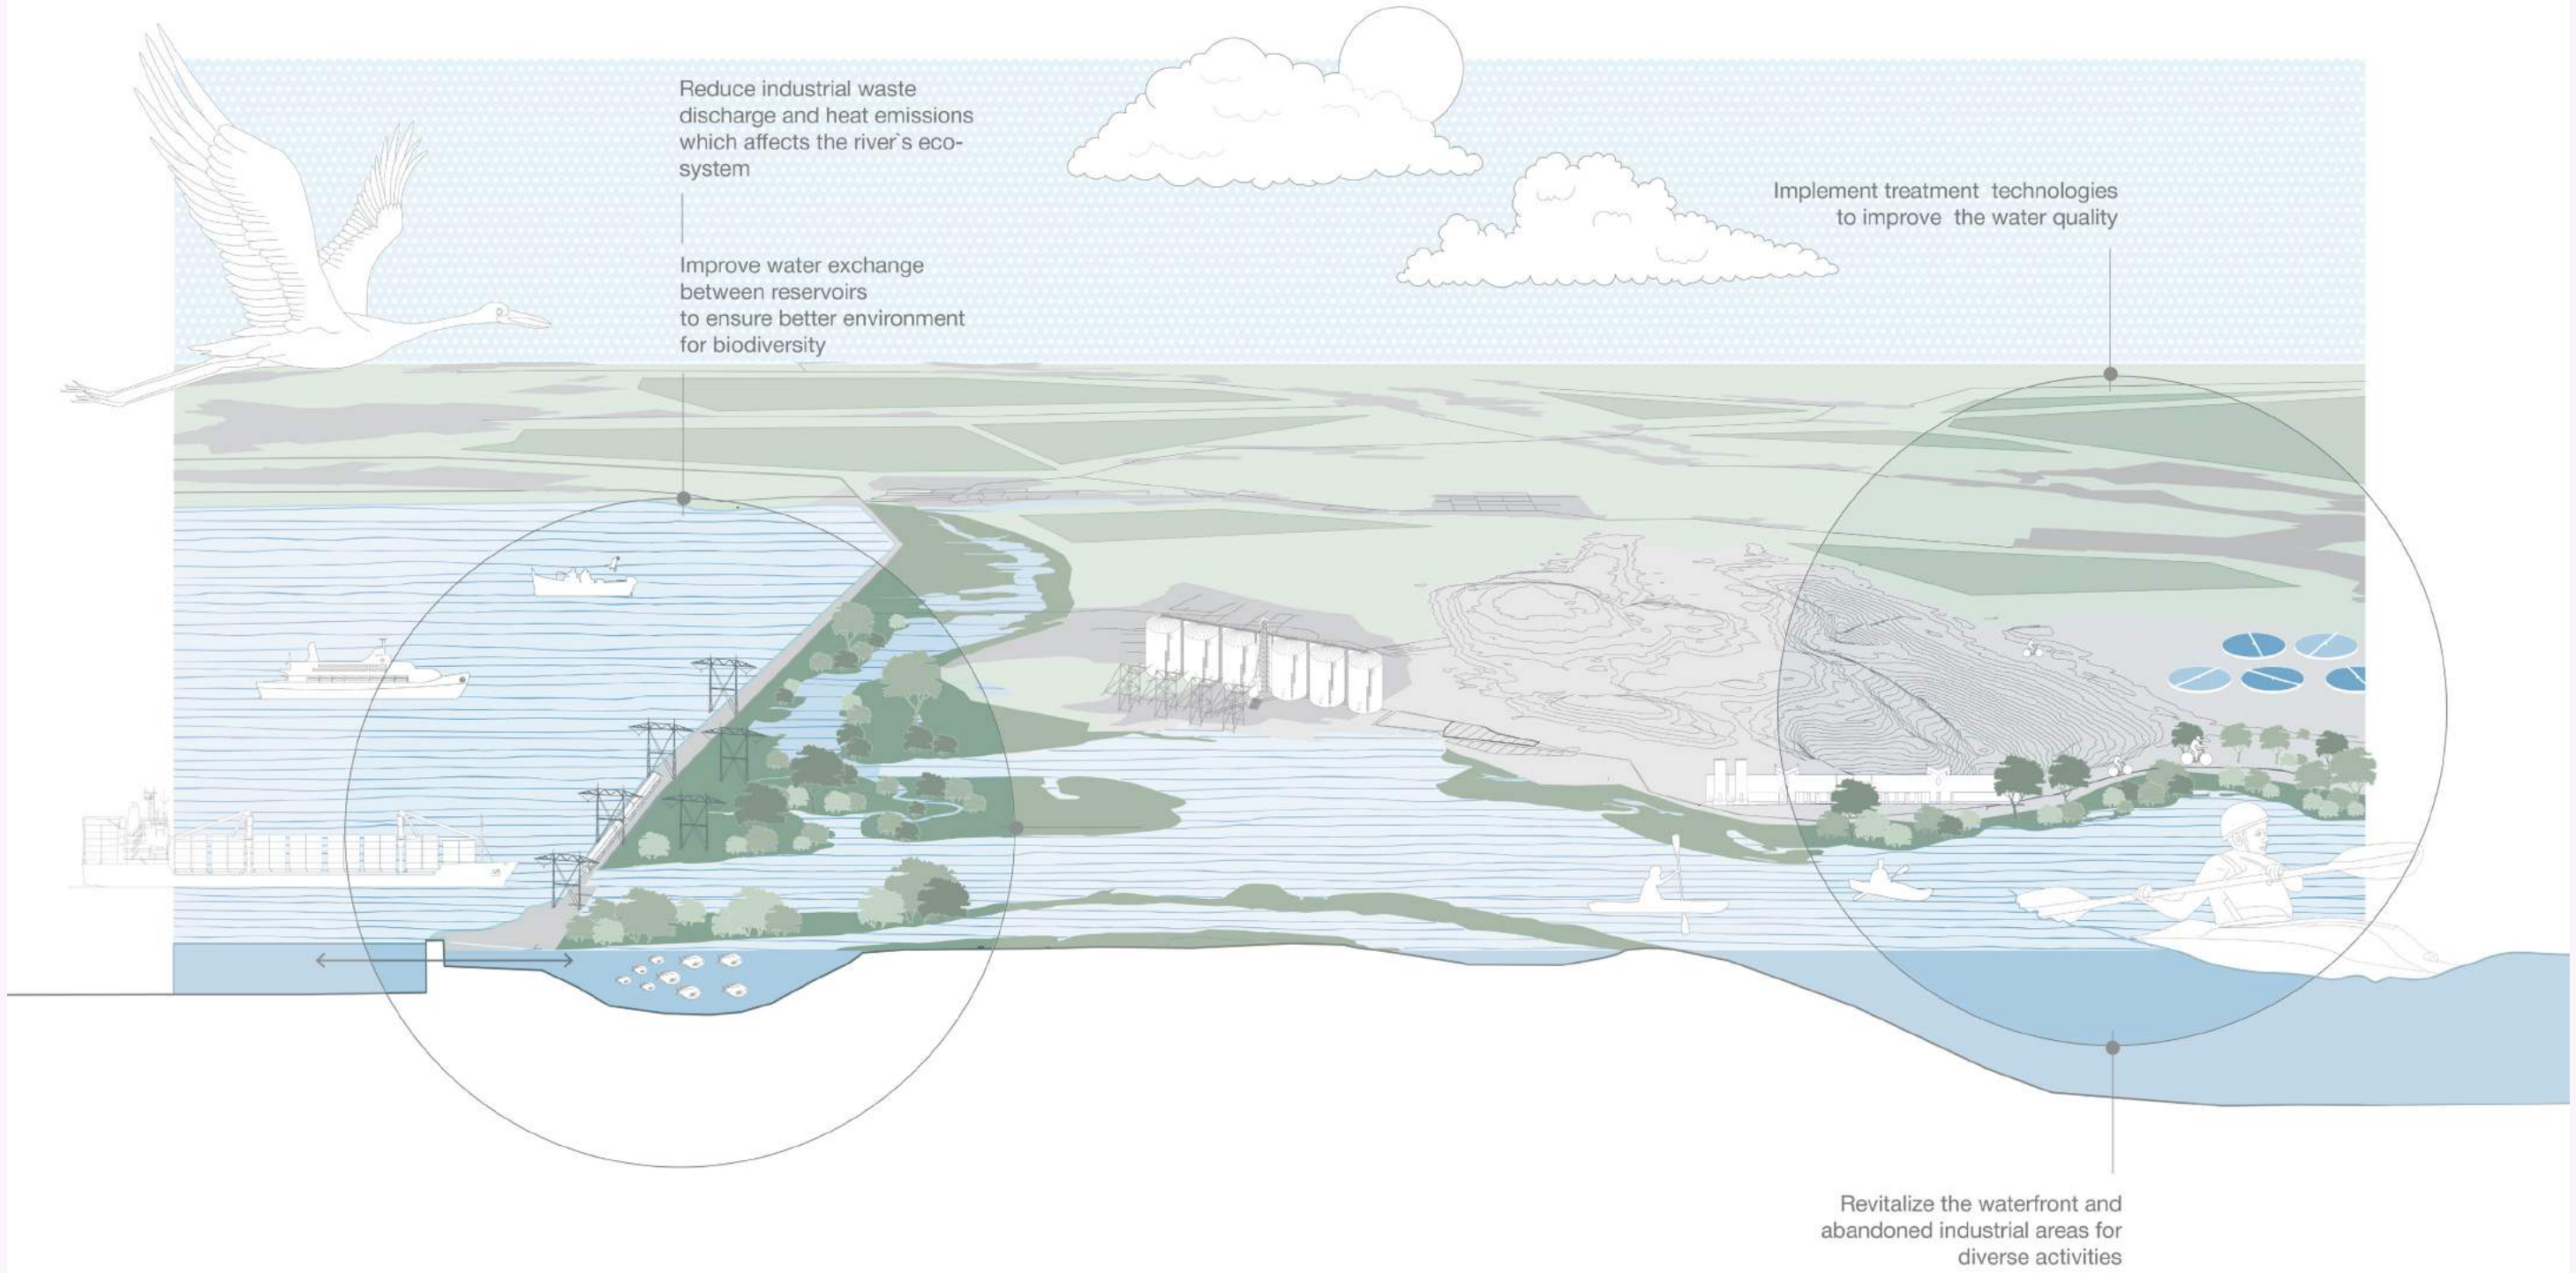 Reduce industrial waste
discharge and heat emissions
which affects the river`s eco-
system
Improve water exchange
between reservoirs
to ensure better environment
for biodiversity
Implement treatment technologies
to improve the water quality
Revitalize the waterfront and
abandoned industrial areas for
diverse activities